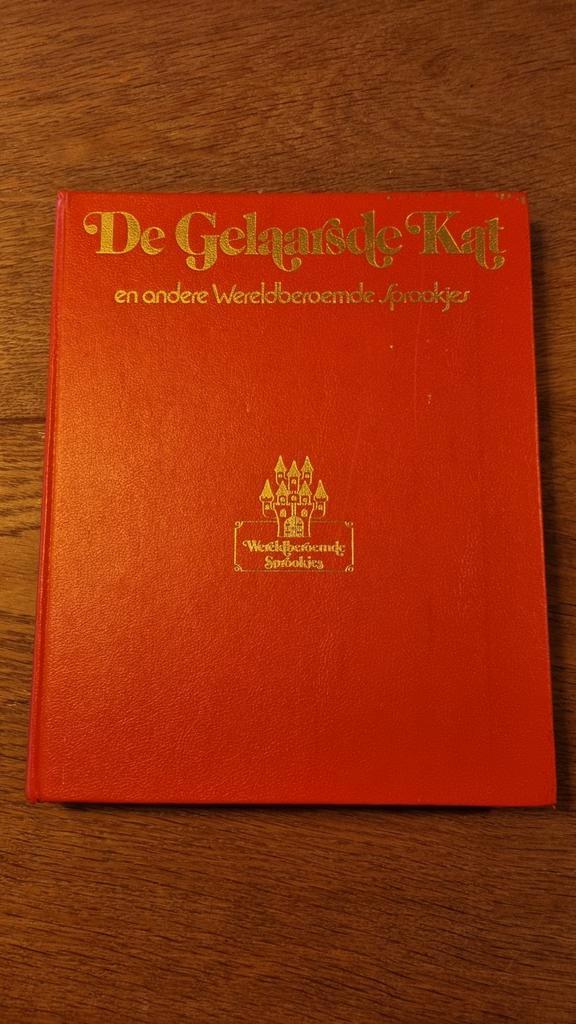 De Gelaarsde Kat
en andere Wereldberoemde Sprookjes
Wereldberoemde
Sprookjes